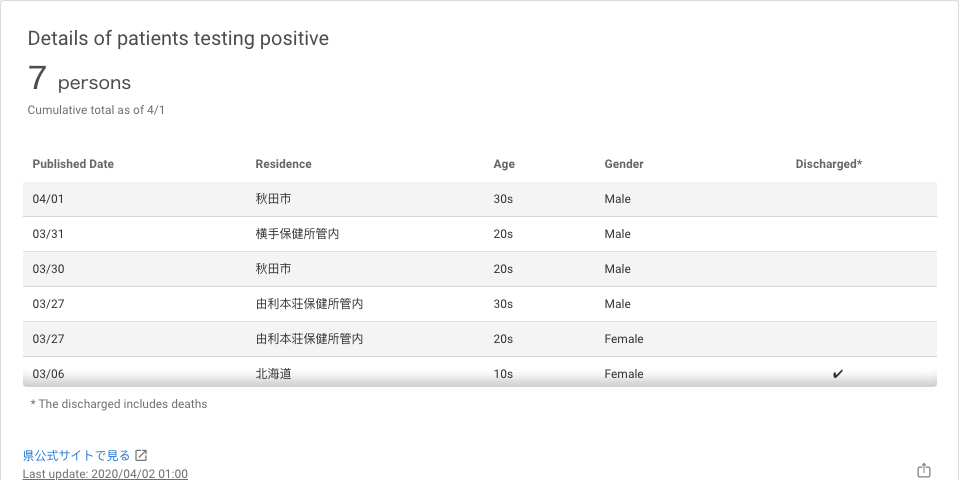 Details of patients testing positive
7 persons
Cumulative total as of 4/1
Published Date Residence Age Gender Discharged*
04/01 秋田市 30s Male
03/31 横手保健所管内 20s Male
03/30 秋田市 20s Male
03/27 由利本荘保健所管内 30s Male
03/27 由利本荘保健所管内 20s Female
03/06 北海道 10s Female ✔
* The discharged includes deaths
県公式サイトで見る
Last update: 2020/04/02 01:00